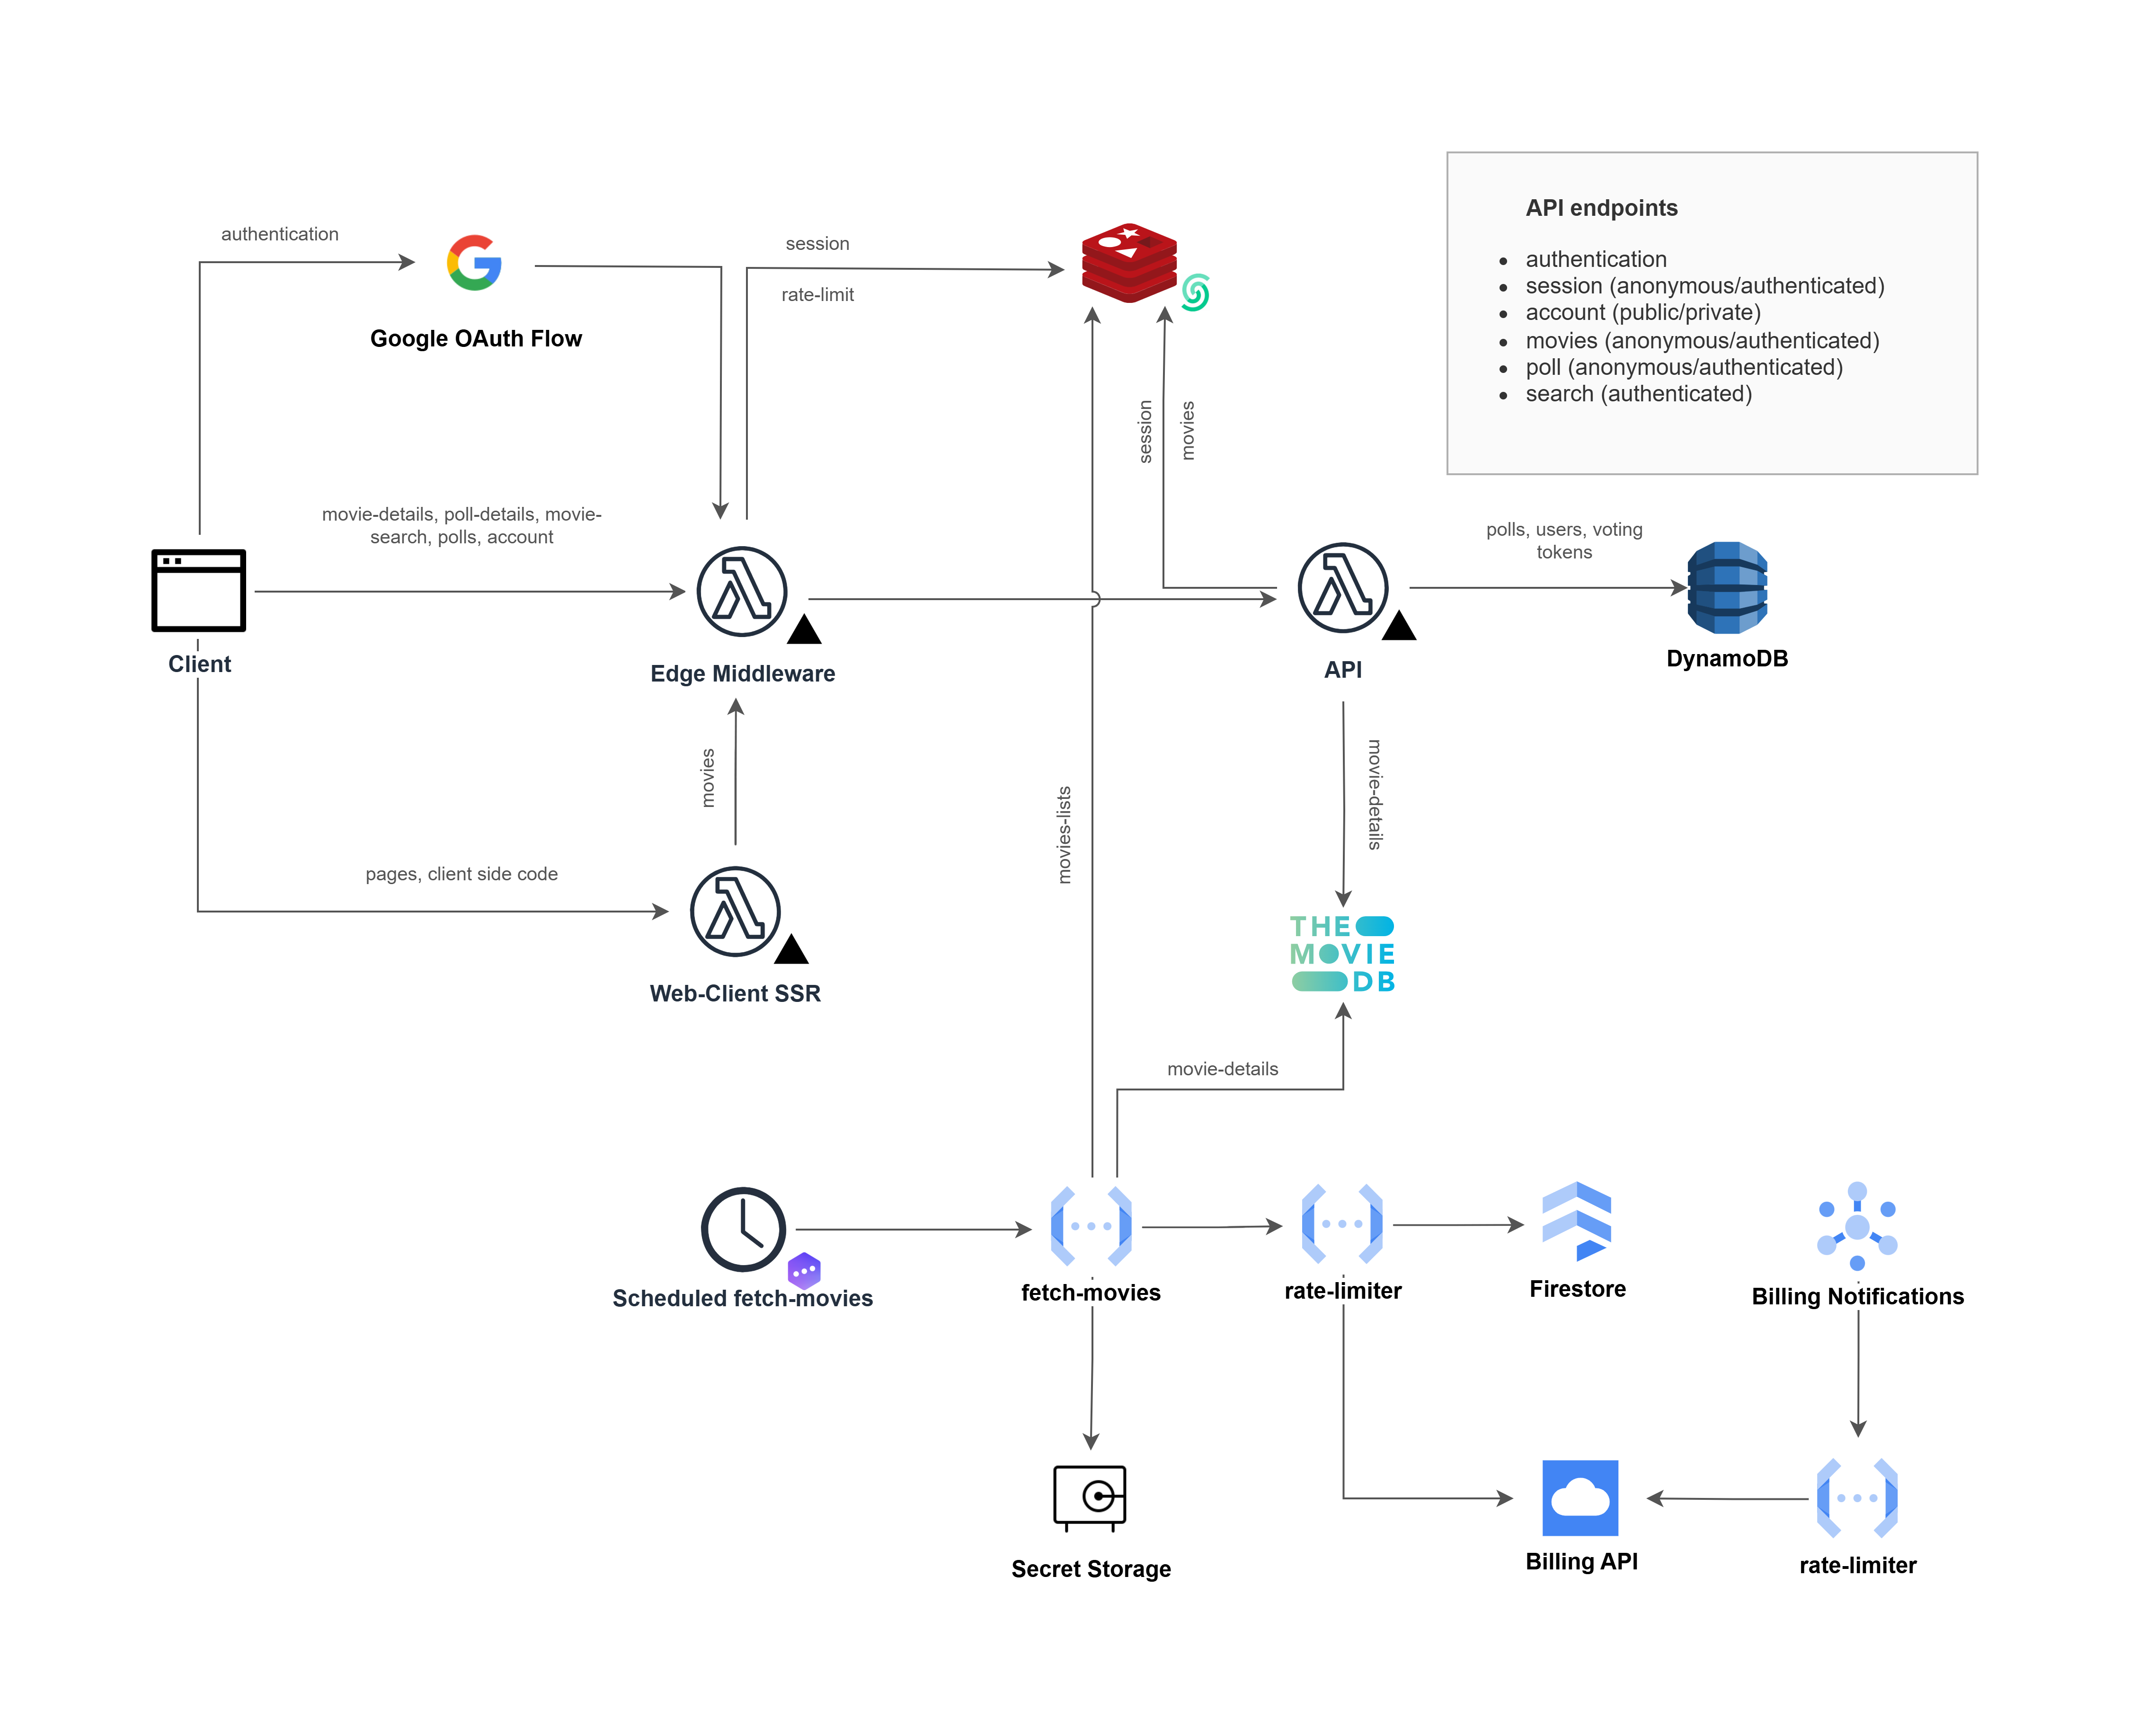 API endpoints
authentication
session (anonymous/authenticated)
account (public/private)
movies (anonymous/authenticated)
poll (anonymous/authenticated)
search (authenticated)
authentication
Google OAuth Flow
session
rate-limit
session
movies
movie-details, poll-details, movie-
search, polls, account
polls, users, voting
tokens
Client
Edge Middleware
API
DynamoDB
movies
movies-lists
movie-details
pages, client side code
Web-Client SSR
THE
MOVIE
DB
movie-details
Scheduled fetch-movies
fetch-movies
rate-limiter
Firestore
Billing Notifications
Secret Storage
Billing API
rate-limiter